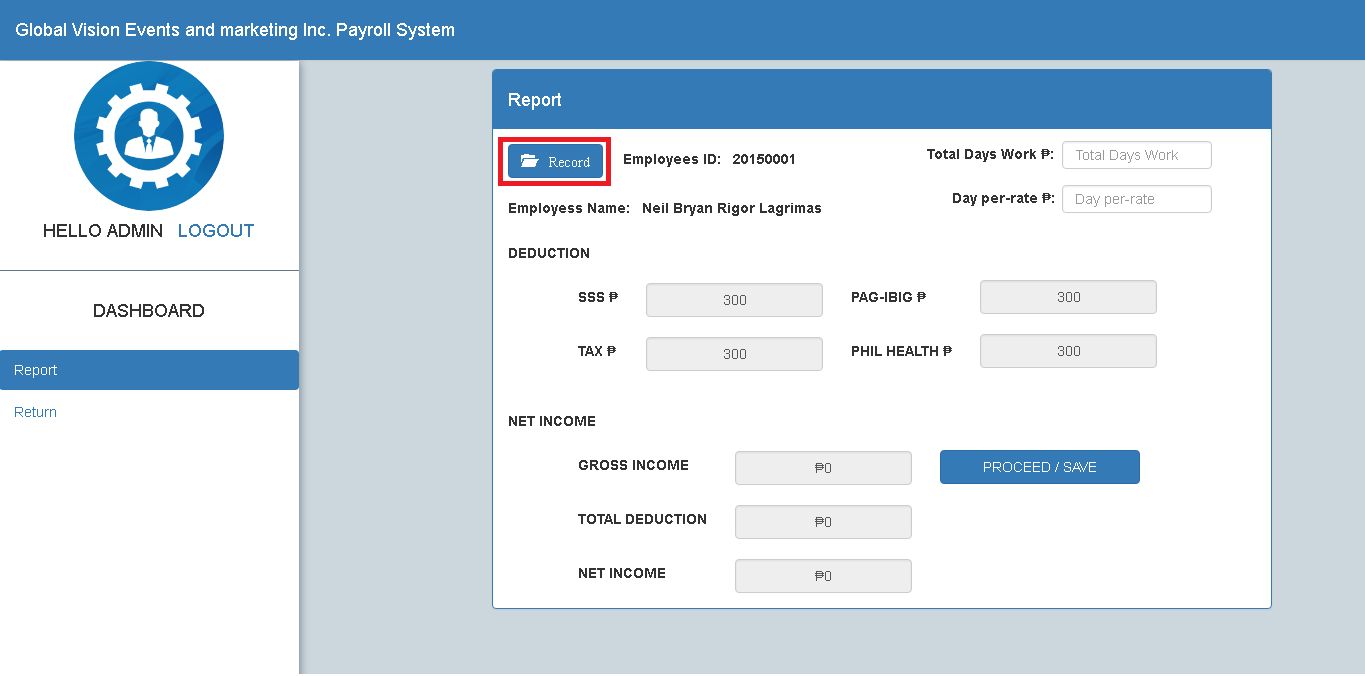 Global Vision Events and marketing Inc. Payroll System
HELLO ADMIN LOGOUT
DASHBOARD
Report
Return
Report
Record Employees ID: 20150001 Total Days Work ₱: Total Days Work
Day per-rate ₱: Day per-rate
Employess Name: Neil Bryan Rigor Lagrimas
DEDUCTION
SSS ₱ 300 PAG-IBIG ₱ 300
TAX ₱ 300 PHIL HEALTH ₱ 300
NET INCOME
GROSS INCOME ₱0 PROCEED / SAVE
TOTAL DEDUCTION ₱0
NET INCOME ₱0